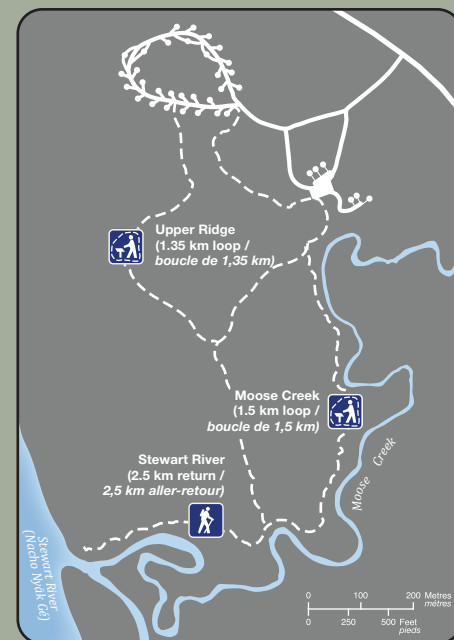 Upper Ridge
(1.35 km loop /
boucle de 1,35 km)
Moose Creek
(1.5 km loop /
boucle de 1,5 km)
Stewart River
(2.5 km return /
2,5 km aller-retour)
Moose Creek
Stewart River
(Nacho Nyäk Gé)
0 100 200 Metres
mètres
0 250 500 Feet
pieds